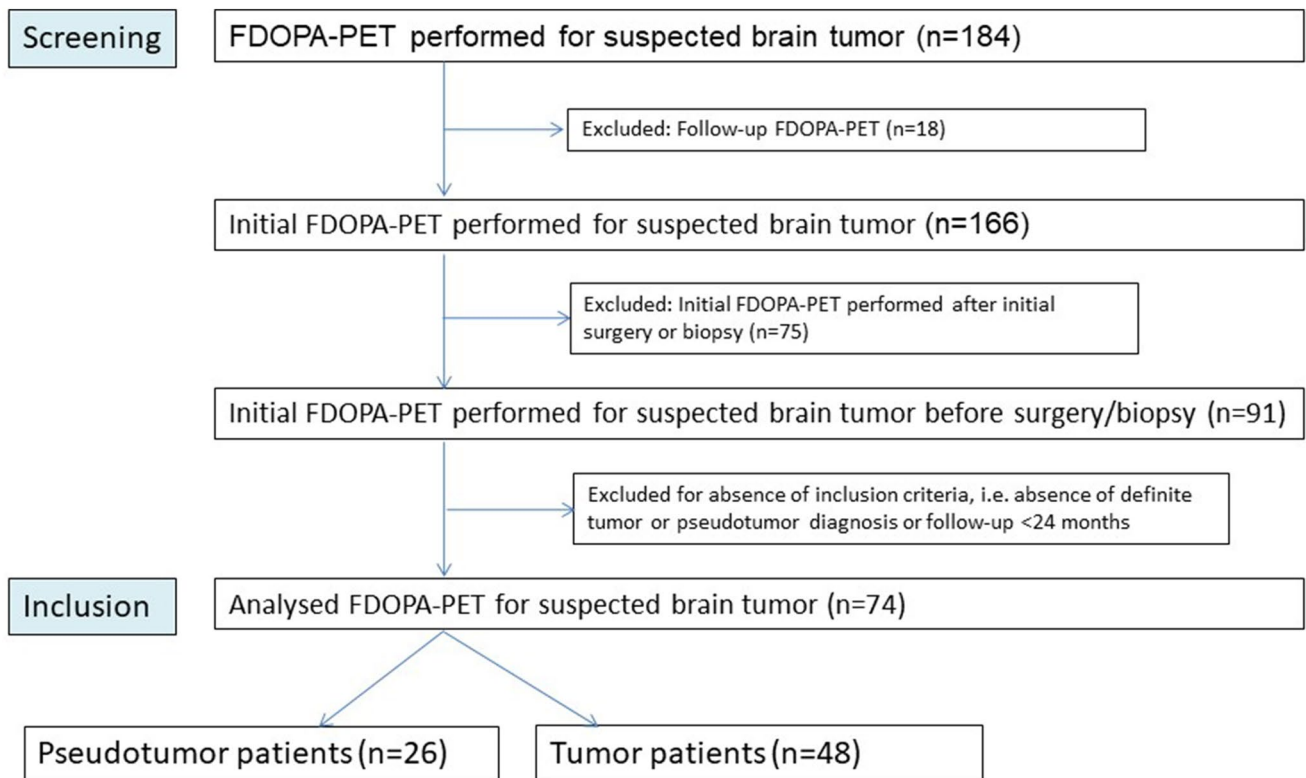 Screening
FDOPA-PET performed for suspected brain tumor (n=184)
Excluded: Follow-up FDOPA-PET (n=18)
Initial FDOPA-PET performed for suspected brain tumor (n=166)
Excluded: Initial FDOPA-PET performed after initial
surgery or biopsy (n=75)
Initial FDOPA-PET performed for suspected brain tumor before surgery/biopsy (n=91)
Excluded for absence of inclusion criteria, i.e. absence of definite
tumor or pseudotumor diagnosis or follow-up <24 months
Inclusion
Analysed FDOPA-PET for suspected brain tumor (n=74)
Pseudotumor patients (n=26)
Tumor patients (n=48)